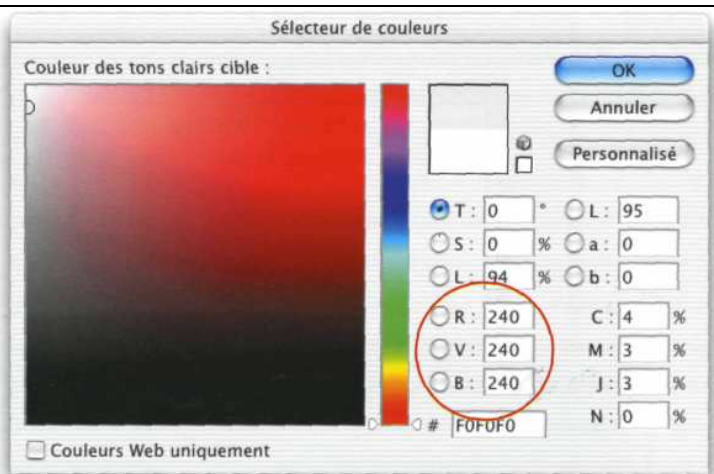 Sélecteur de couleurs
Couleur des tons clairs cible :
OK
Annuler
Personnalisé
T : 0 °
L : 95
S : 0 %
a : 0
L : 94 %
b : 0
R : 240
C : 4 %
V : 240
M : 3 %
B : 240
J : 3 %
# F0F0F0
N : 0 %
Couleurs Web uniquement